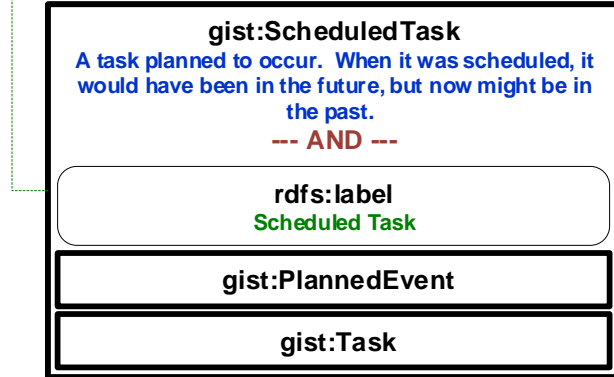 gist:ScheduledTask
A task planned to occur.  When it was scheduled, it
would have been in the future, but now might be in
the past.
--- AND ---
rdfs:label
Scheduled Task
gist:PlannedEvent
gist:Task